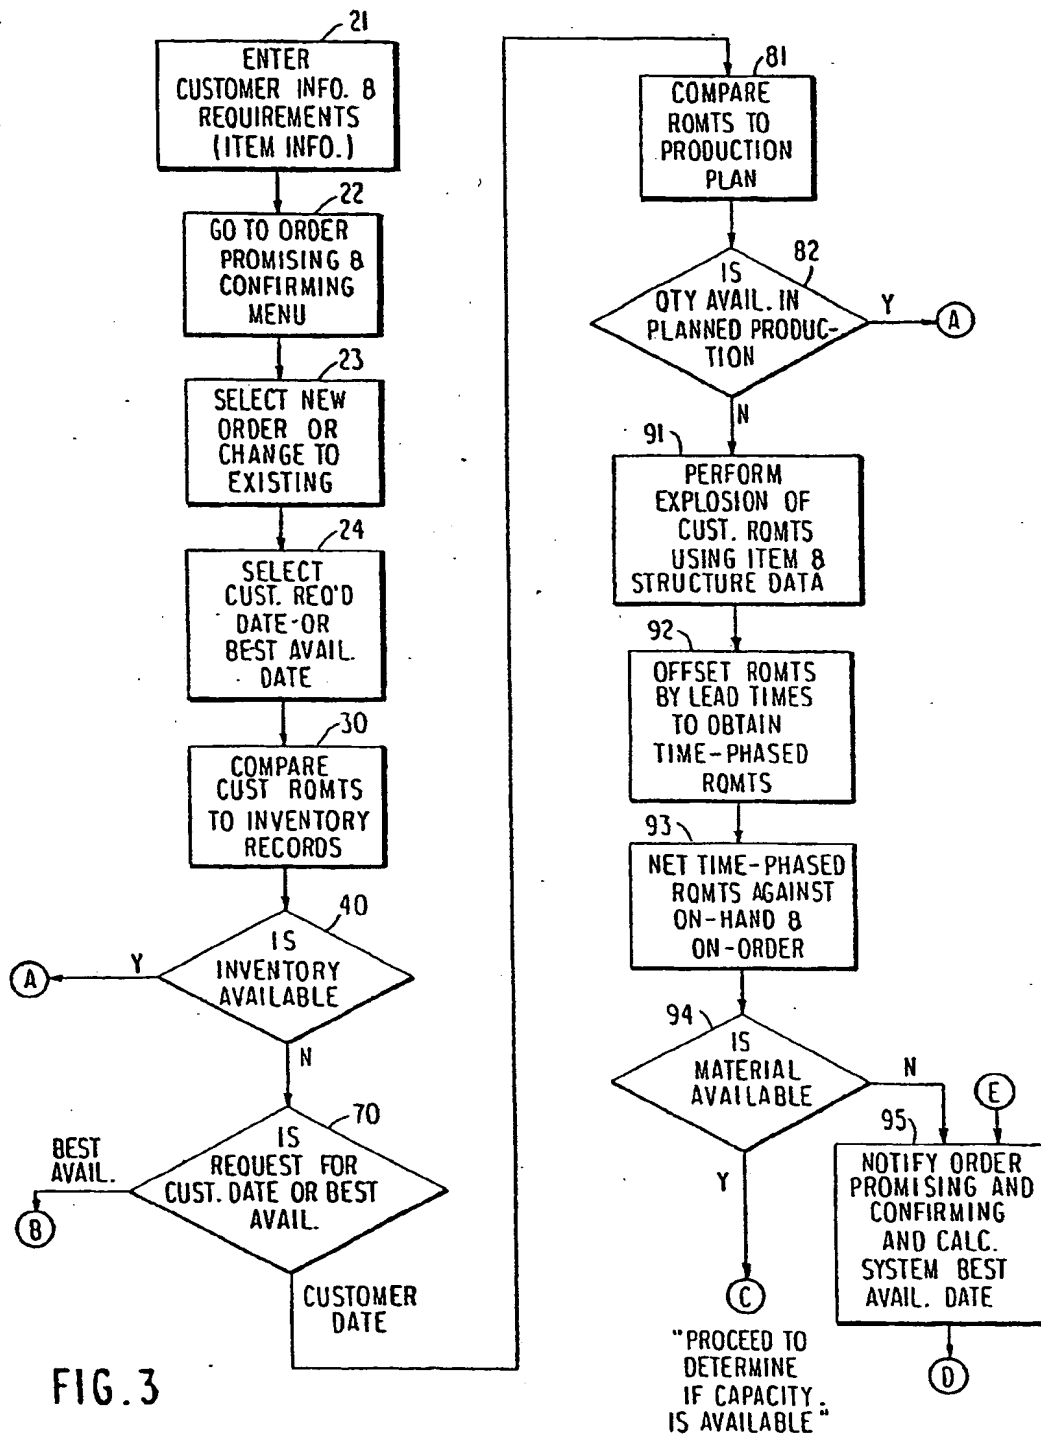 21
ENTER
CUSTOMER INFO. &
REQUIREMENTS
(ITEM INFO.)
22
GO TO ORDER
PROMISING &
CONFIRMING
MENU
23
SELECT NEW
ORDER OR
CHANGE TO
EXISTING
24
SELECT
CUST. REQ'D
DATE-OR
BEST AVAIL.
DATE
30
COMPARE
CUST RQMTS
TO INVENTORY
RECORDS
40
IS
INVENTORY
AVAILABLE
Y
A
N
70
IS
REQUEST FOR
CUST. DATE OR BEST
AVAIL.
BEST
AVAIL.
B
CUSTOMER
DATE
81
COMPARE
RQMTS TO
PRODUCTION
PLAN
82
IS
QTY AVAIL. IN
PLANNED PRODUC-
TION
Y
A
N
91
PERFORM
EXPLOSION OF
CUST. RQMTS
USING ITEM &
STRUCTURE DATA
92
OFFSET RQMTS
BY LEAD TIMES
TO OBTAIN
TIME-PHASED
RQMTS
93
NET TIME-PHASED
RQMTS AGAINST
ON-HAND &
ON-ORDER
94
IS
MATERIAL
AVAILABLE
N
E
95
NOTIFY ORDER
PROMISING AND
CONFIRMING
AND CALC.
SYSTEM BEST
AVAIL. DATE
D
Y
C
"PROCEED TO
DETERMINE
IF CAPACITY
IS AVAILABLE"
FIG. 3